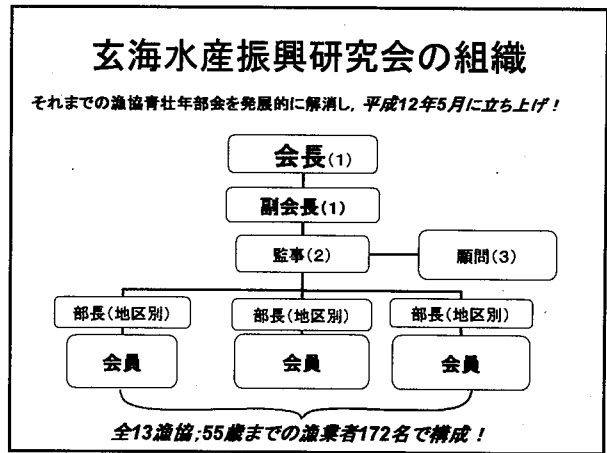 玄海水産振興研究会の組織
それまでの漁協青壮年部会を発展的に解消し，平成12年5月に立ち上げ！
会長(1)
副会長(1)
監事(2)
顧問(3)
部長(地区別)
部長(地区別)
部長(地区別)
会員
会員
会員
全13漁協;55歳までの漁業者172名で構成！